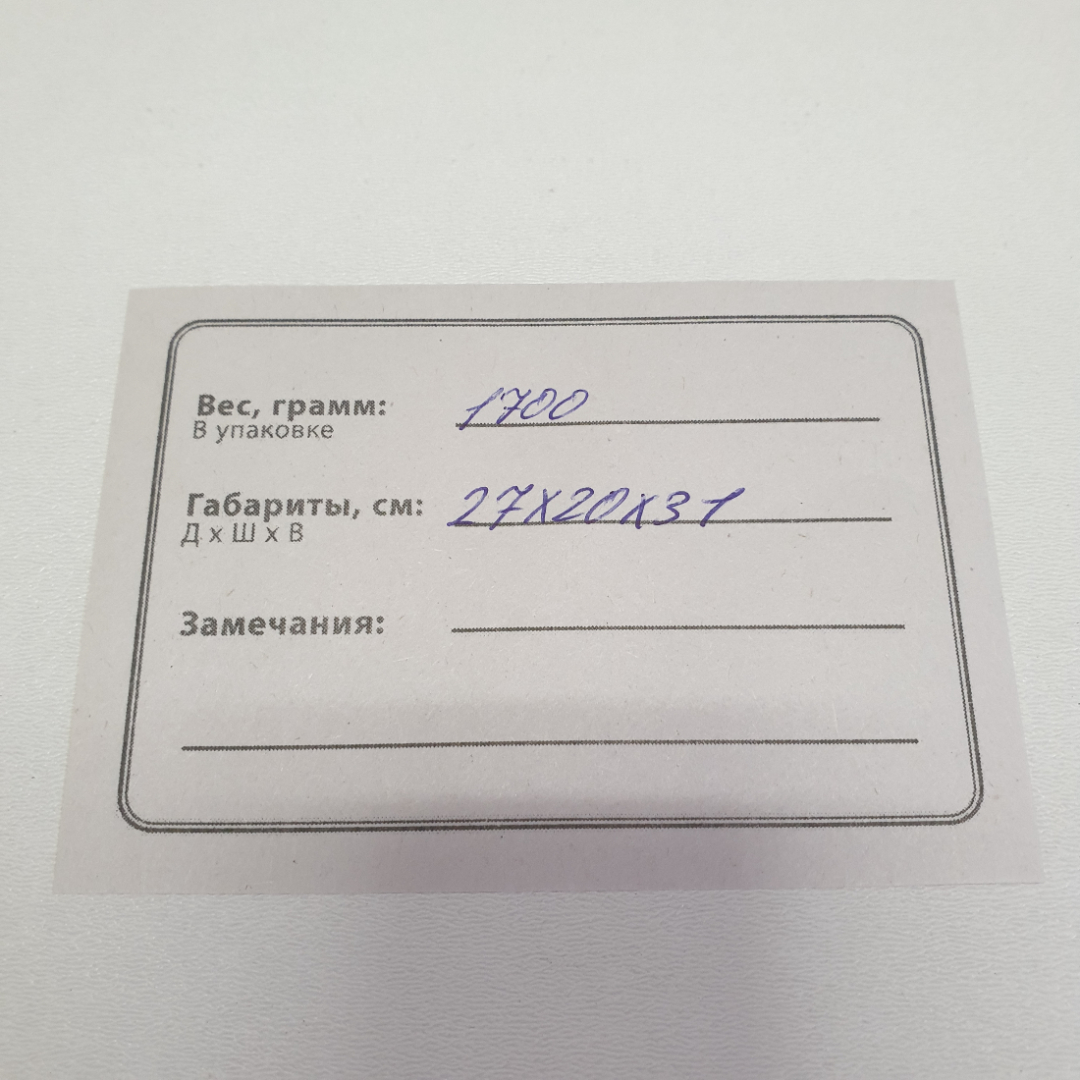 Вес, грамм: 1700
В упаковке
Габариты, см: 27х20х31
Д х Ш х В
Замечания: